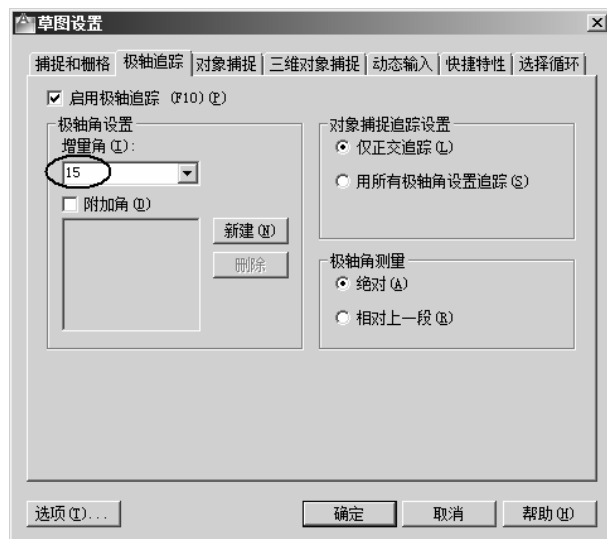 草图设置
捕捉和栅格 极轴追踪 对象捕捉 三维对象捕捉 动态输入 快捷特性 选择循环
启用极轴追踪 (F10)(P)
极轴角设置
增量角(I):
15
附加角(D)
新建(N)
删除
对象捕捉追踪设置
仅正交追踪(L)
用所有极轴角设置追踪(S)
极轴角测量
绝对(A)
相对上一段(R)
选项(T)... 确定 取消 帮助(H)